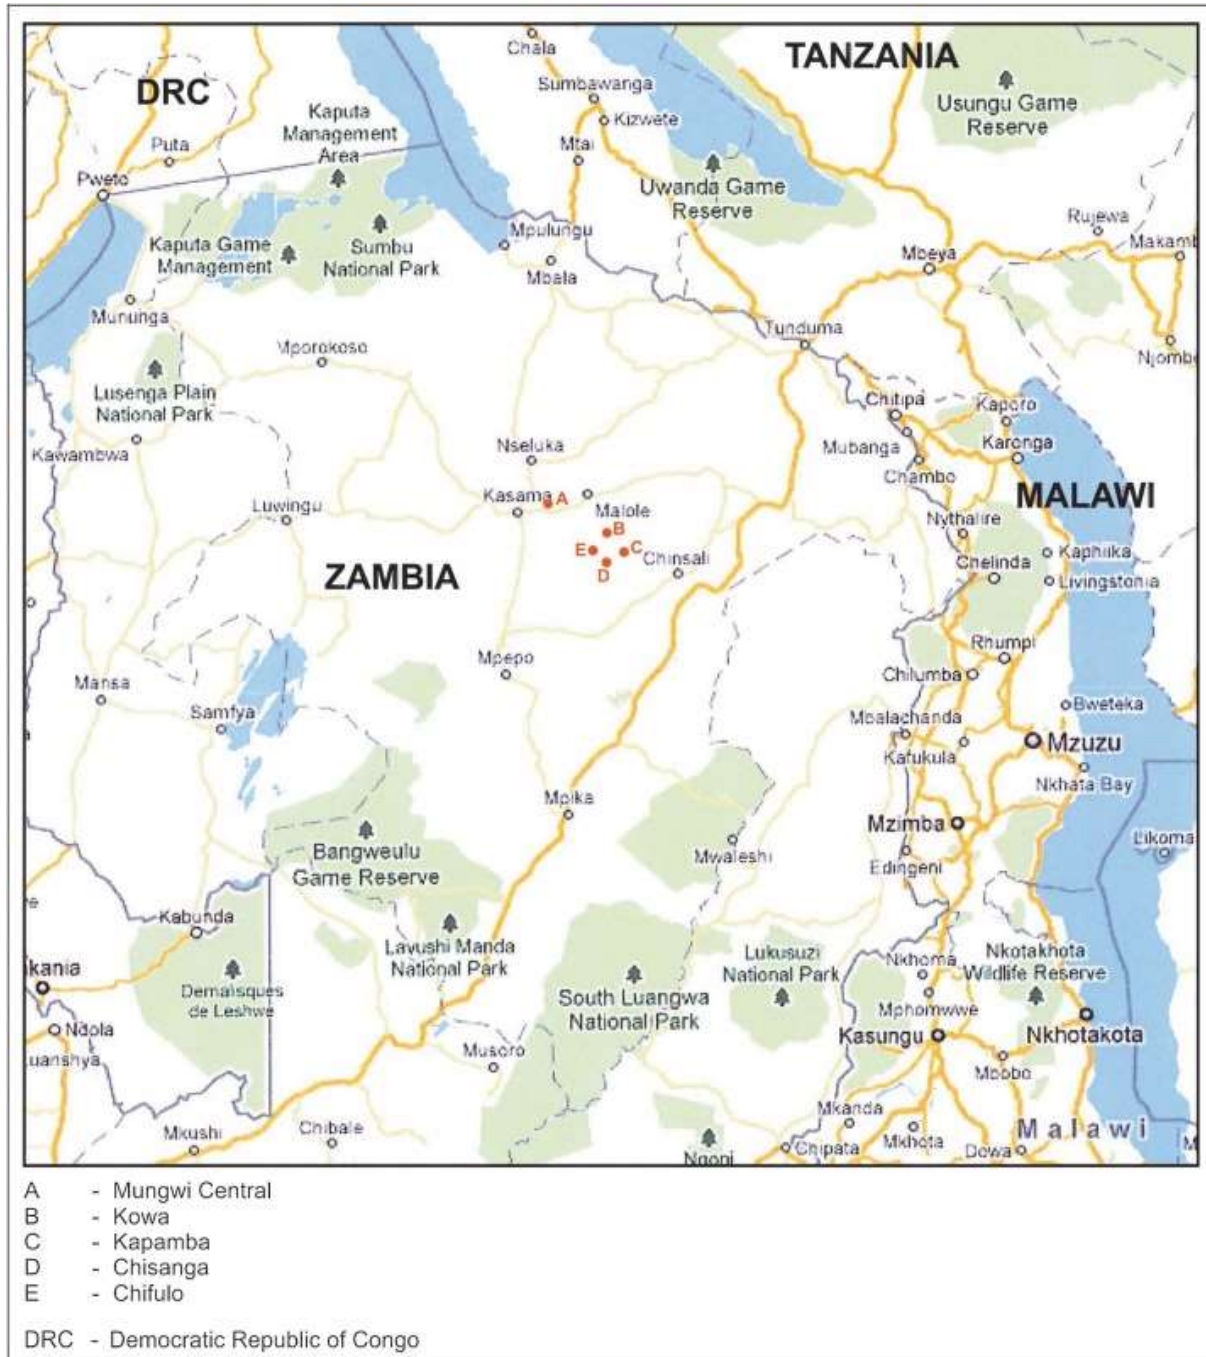 TANZANIA
DRC
Chala
Sumbawanga
Kizwete
Usungu Game
Reserve
Kaputa
Management
Area
Puta
Mtai
Pweto
Uwanda Game
Reserve
Rujewa
Kaputa Game
Management
Sumbu
National Park
Mpulungu
Mbala
Mbeya
Makamb
Mununga
Tunduma
Mporokoso
Njombe
Lusenga Plain
National Park
Chitipa
Kaporo
Kawambwa
Nseluka
Mubanga
Karonga
Chambo
Kasama
A
MALAWI
Luwingu
Malole
Nythalire
B
E
C
D
Chinsali
Kaphiika
Chelinda
Livingstonia
ZAMBIA
Rhumpi
Mpepo
Chilumba
Mansa
Samfya
Bweteka
Mbalachanda
Kafukula
Mzuzu
Nkhata Bay
Mpika
Mzimba
Likoma
Bangweulu
Game Reserve
Mwaleshi
Edingeni
Kabunda
Lavushi Manda
National Park
Lukusuzi
National Park
Nkhoma
Nkotakhota
Wildlife Reserve
kania
Demaisques
de Leshwe
South Luangwa
National Park
Mphomwwe
Ndola
Kasungu
Nkhotakota
uanshya
Musoro
Mbobo
Mkanda
Mkushi
Chibale
Mkhota
Malawi
Ngoni
Chipata
Dowa
M
A - Mungwi Central
B - Kowa
C - Kapamba
D - Chisanga
E - Chifulo
DRC - Democratic Republic of Congo